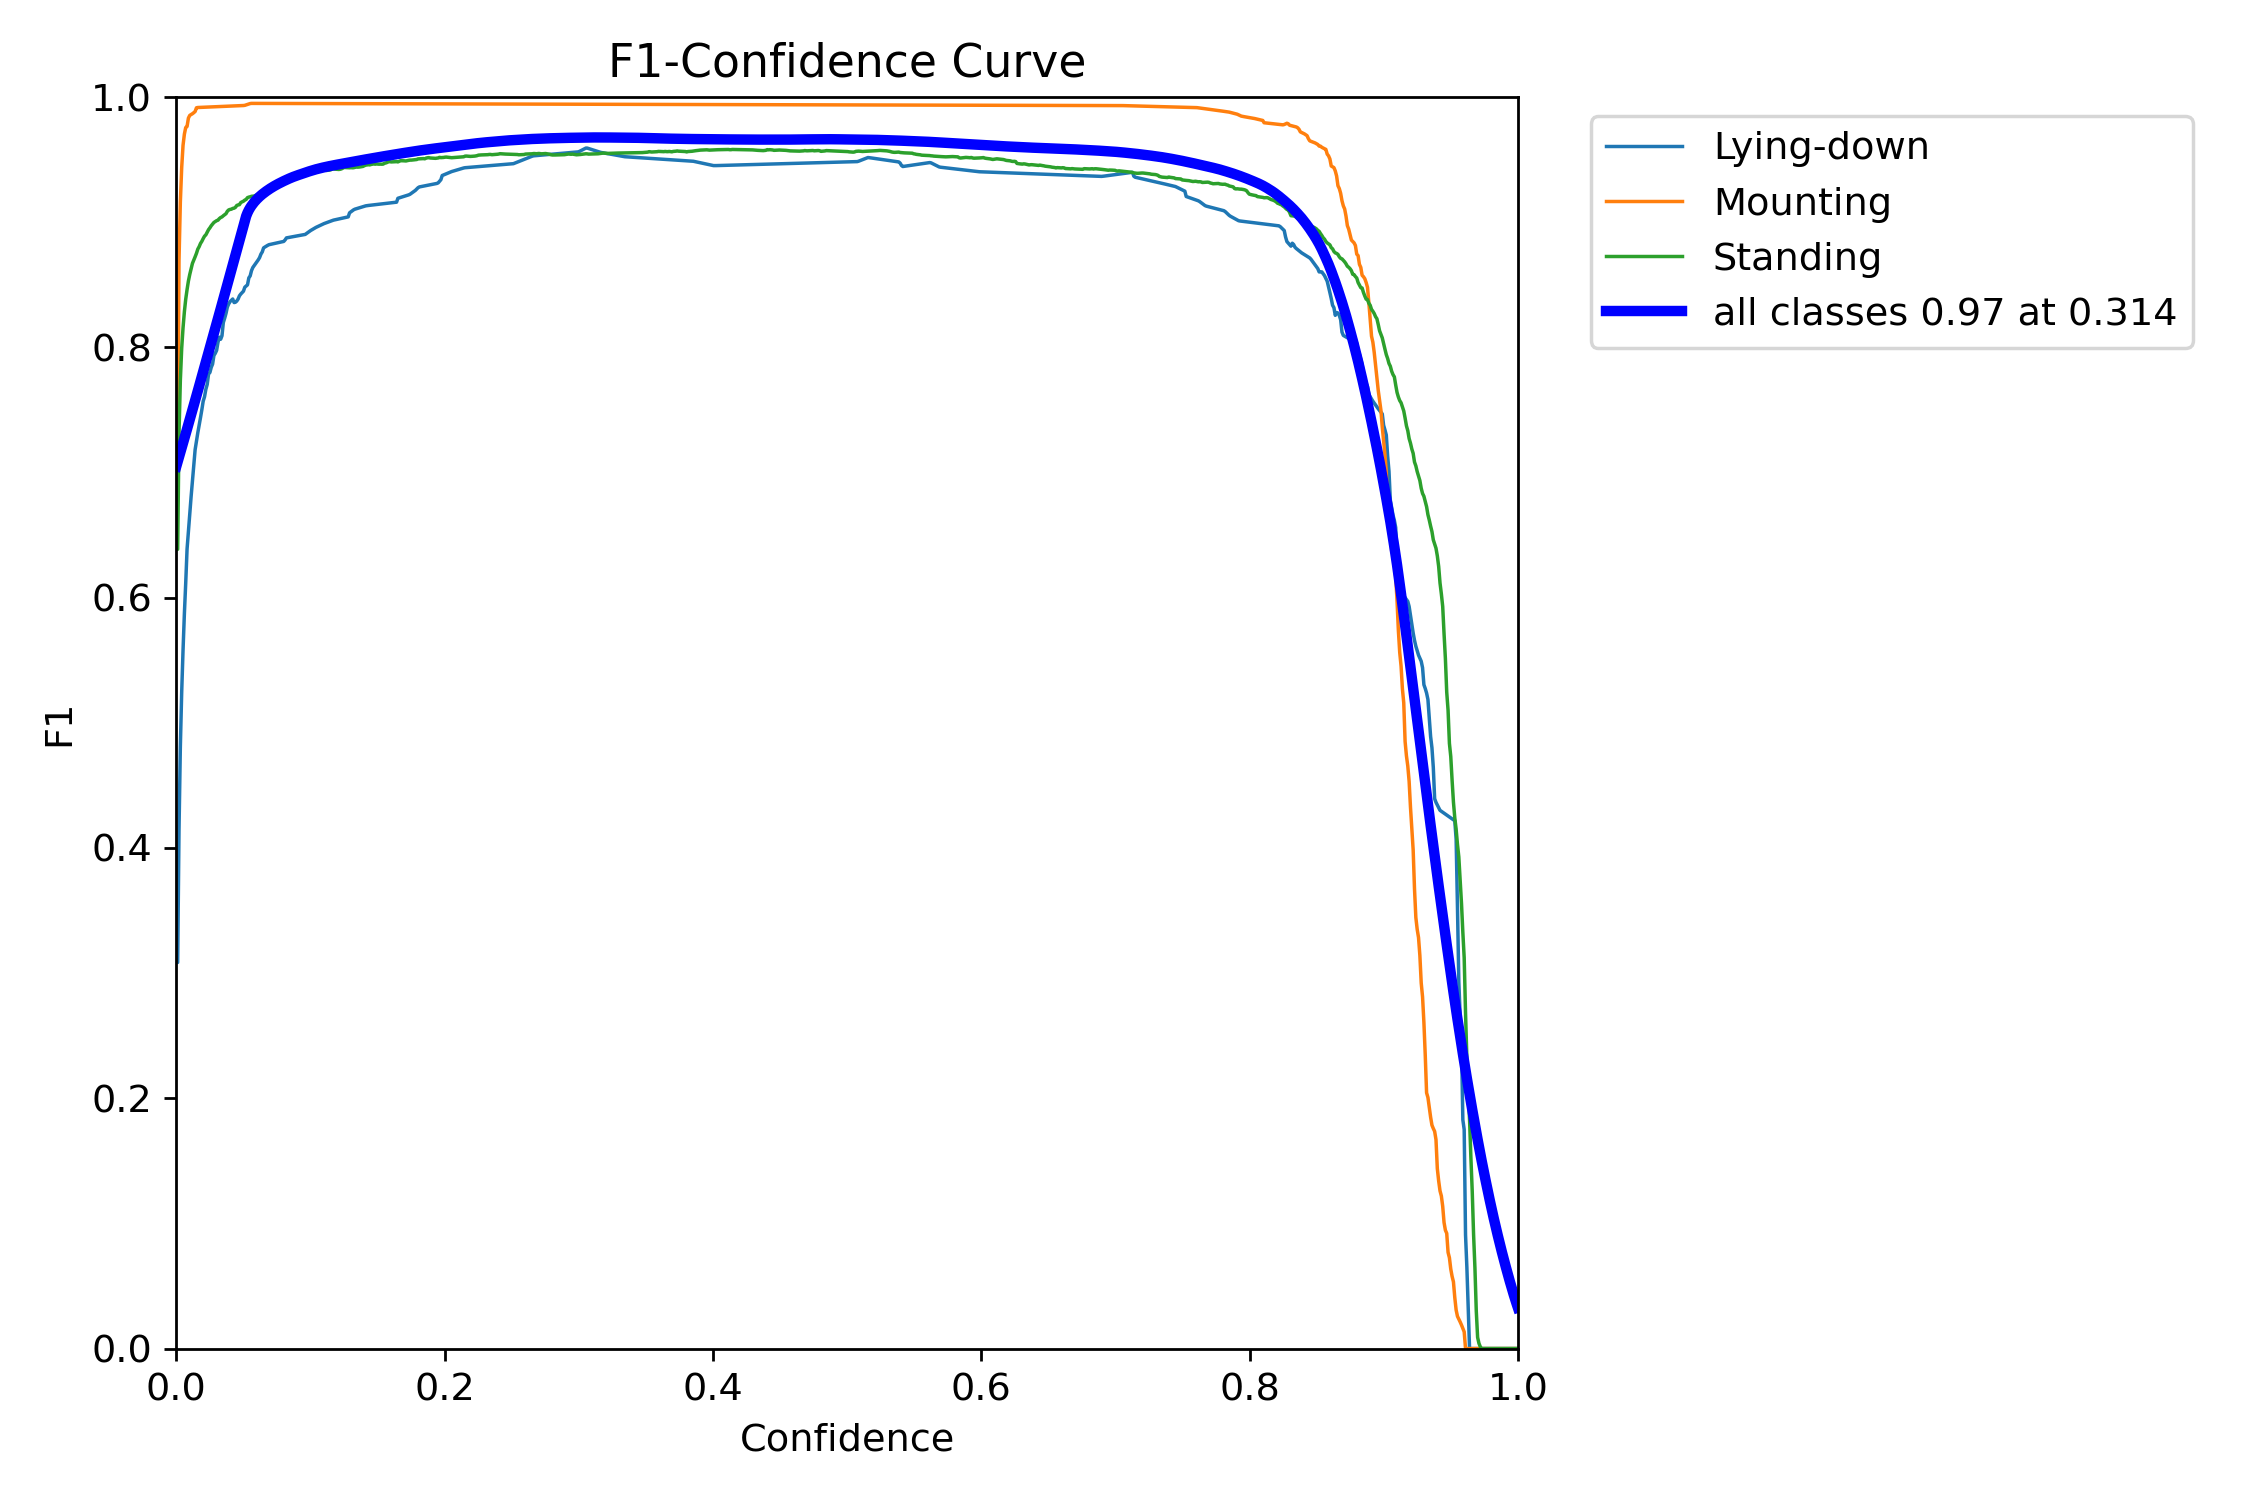 F1-Confidence Curve
1.0
0.8
0.6
0.4
0.2
0.0
F1
0.0 0.2 0.4 0.6 0.8 1.0
Confidence
Lying-down
Mounting
Standing
all classes 0.97 at 0.314